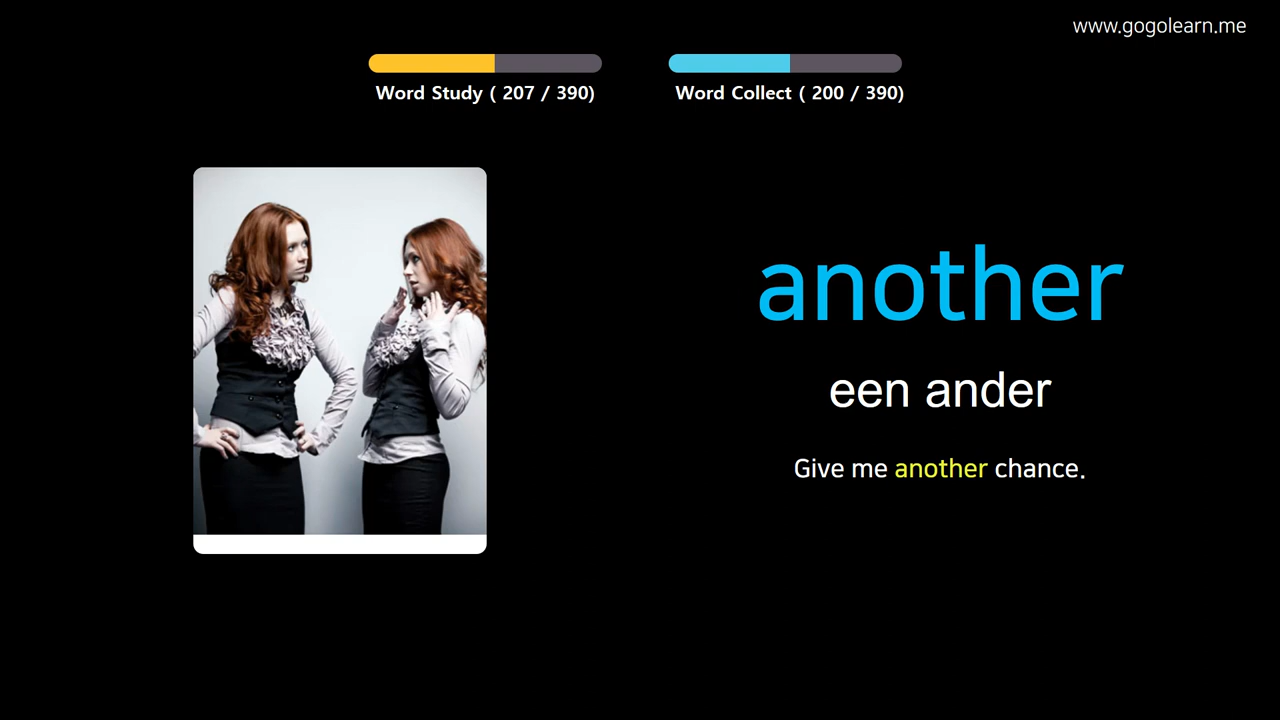 www.gogolearn.me
Word Study ( 207 / 390)
Word Collect ( 200 / 390)
another
een ander
Give me another chance.